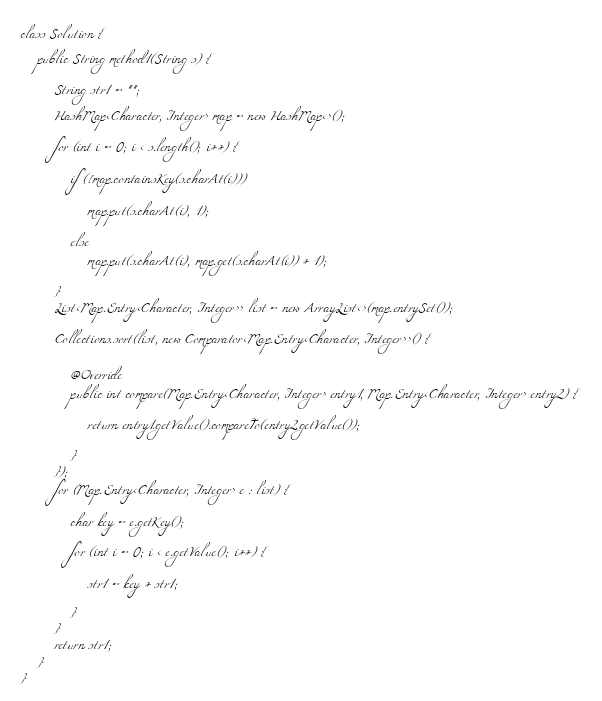 class Solution {
public String method1(String s) {
String str1 = "";
HashMap<Character, Integer> map = new HashMap<>();
for (int i = 0; i < s.length(); i++) {
if (!map.containsKey(s.charAt(i)))
map.put(s.charAt(i), 1);
else
map.put(s.charAt(i), map.get(s.charAt(i)) + 1);
}
List<Map.Entry<Character, Integer>> list = new ArrayList<>(map.entrySet());
Collections.sort(list, new Comparator<Map.Entry<Character, Integer>>() {
@Override
public int compare(Map.Entry<Character, Integer> entry1, Map.Entry<Character, Integer> entry2) {
return entry1.getValue().compareTo(entry2.getValue());
}
});
for (Map.Entry<Character, Integer> e : list) {
char key = e.getKey();
for (int i = 0; i < e.getValue(); i++) {
str1 = key + str1;
}
}
return str1;
}
}